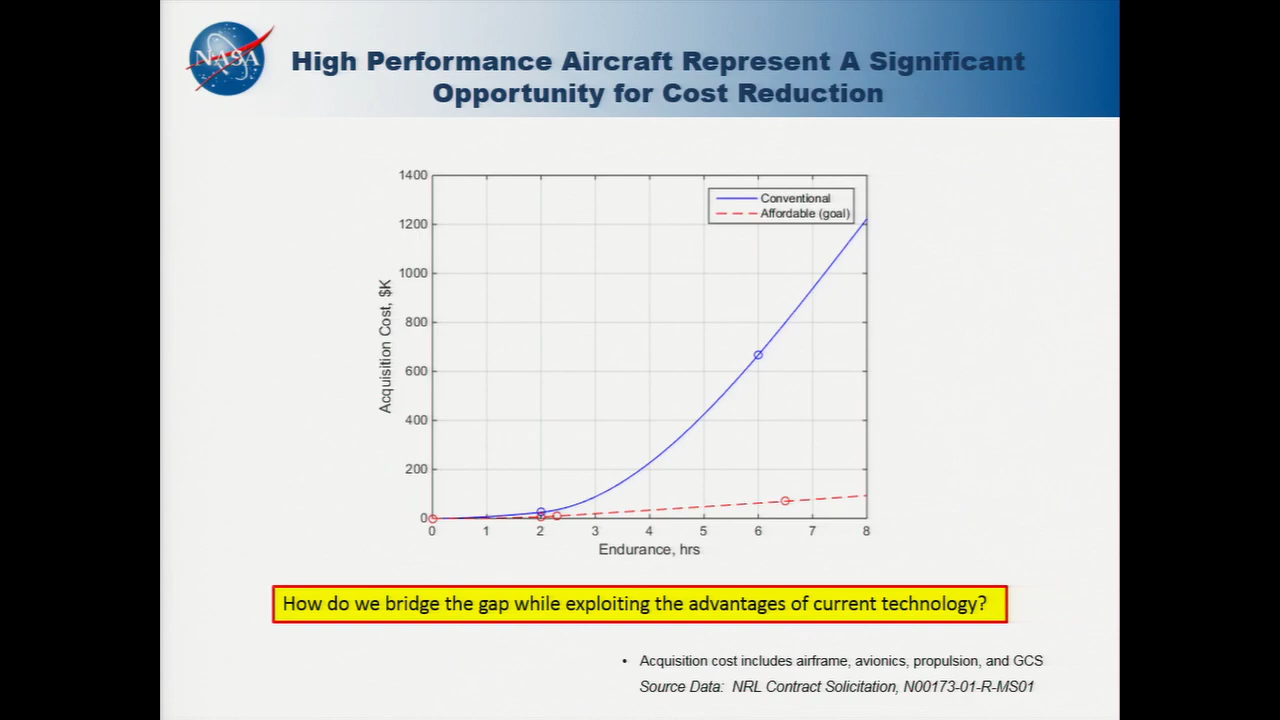 NASA
High Performance Aircraft Represent A Significant
Opportunity for Cost Reduction
1400
1200
1000
800
600
400
200
0
Acquisition Cost, $K
Conventional
Affordable (goal)
0 1 2 3 4 5 6 7 8
Endurance, hrs
How do we bridge the gap while exploiting the advantages of current technology?
• Acquisition cost includes airframe, avionics, propulsion, and GCS
Source Data: NRL Contract Solicitation, N00173-01-R-MS01